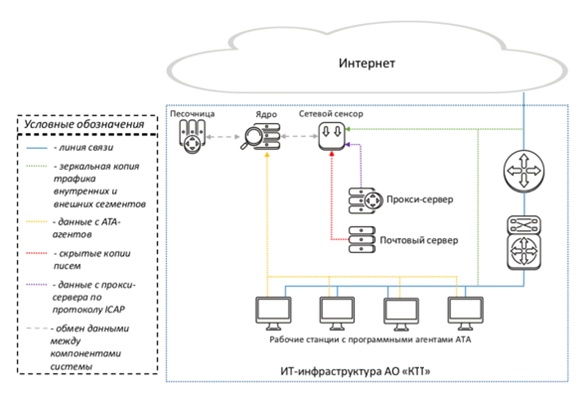 Интернет
Условные обозначения
- линия связи
- зеркальная копия
трафика
внутренних и
внешних сегментов
- данные с АТА-
агентов
- скрытые копии
писем
- данные с прокси-
сервера по
протоколу ICAP
- обмен данными
между
компонентами
системы
Песочница
Ядро
Сетевой сенсор
Прокси-сервер
Почтовый сервер
Рабочие станции с программными агентами АТА
ИТ-инфраструктура АО «КТТ»